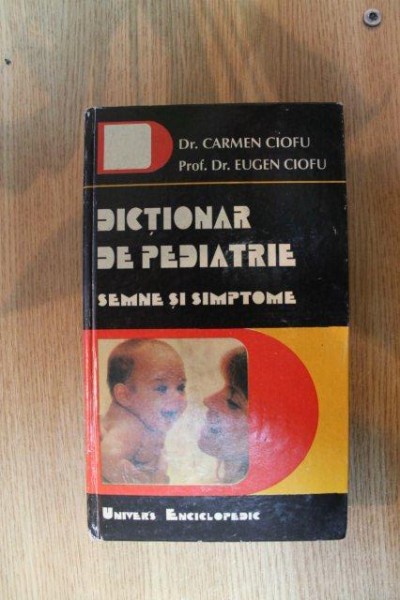 Dr. CARMEN CIOFU
Prof. Dr. EUGEN CIOFU
DICȚIONAR
DE PEDIATRIE
SEMNE ȘI SIMPTOME
UNIVERS ENCICLOPEDIC